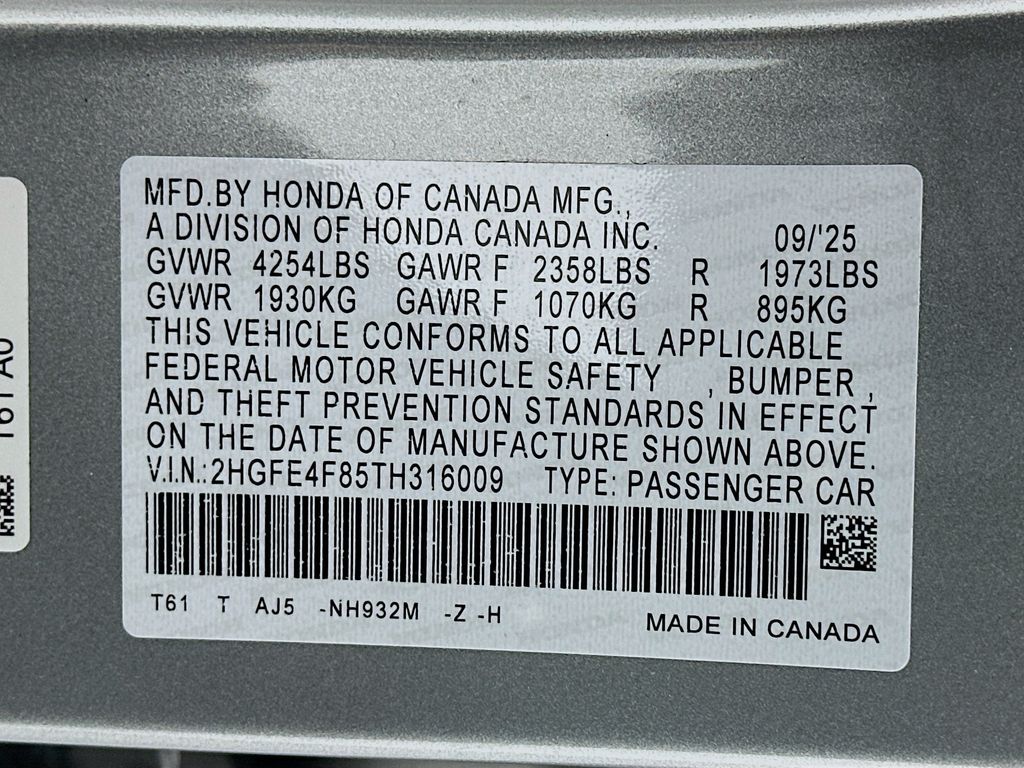 MFD.BY HONDA OF CANADA MFG.,
A DIVISION OF HONDA CANADA INC. 09/'25
GVWR 4254LBS GAWR F 2358LBS R 1973LBS
GVWR 1930KG GAWR F 1070KG R 895KG
THIS VEHICLE CONFORMS TO ALL APPLICABLE
FEDERAL MOTOR VEHICLE SAFETY , BUMPER ,
AND THEFT PREVENTION STANDARDS IN EFFECT
ON THE DATE OF MANUFACTURE SHOWN ABOVE.
V.I.N.:2HGFE4F85TH316009 TYPE: PASSENGER CAR
T61 T AJ5 -NH932M -Z -H
MADE IN CANADA